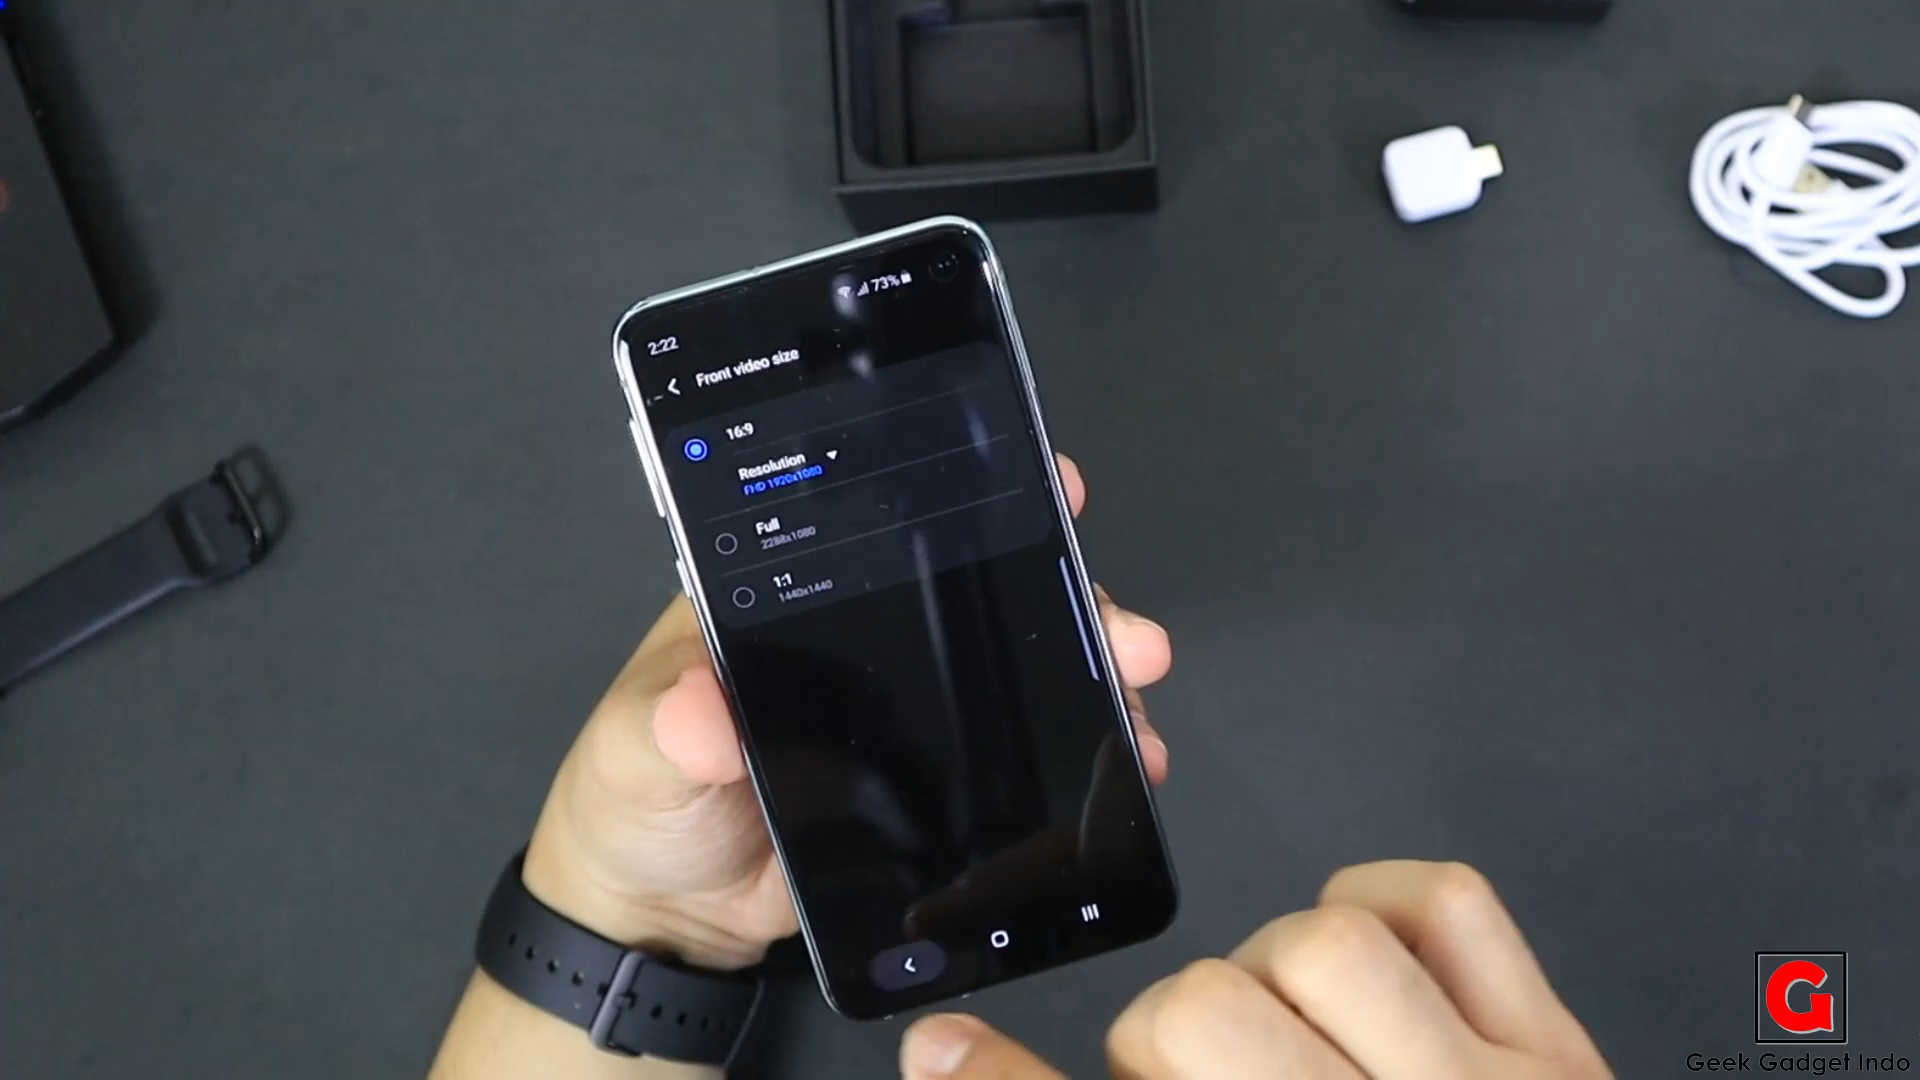 73%
2:22
Front video size
16:9
Resolution
FHD 1920x1080
Full
2288x1080
1:1
1440x1440
G
Geek Gadget Indo